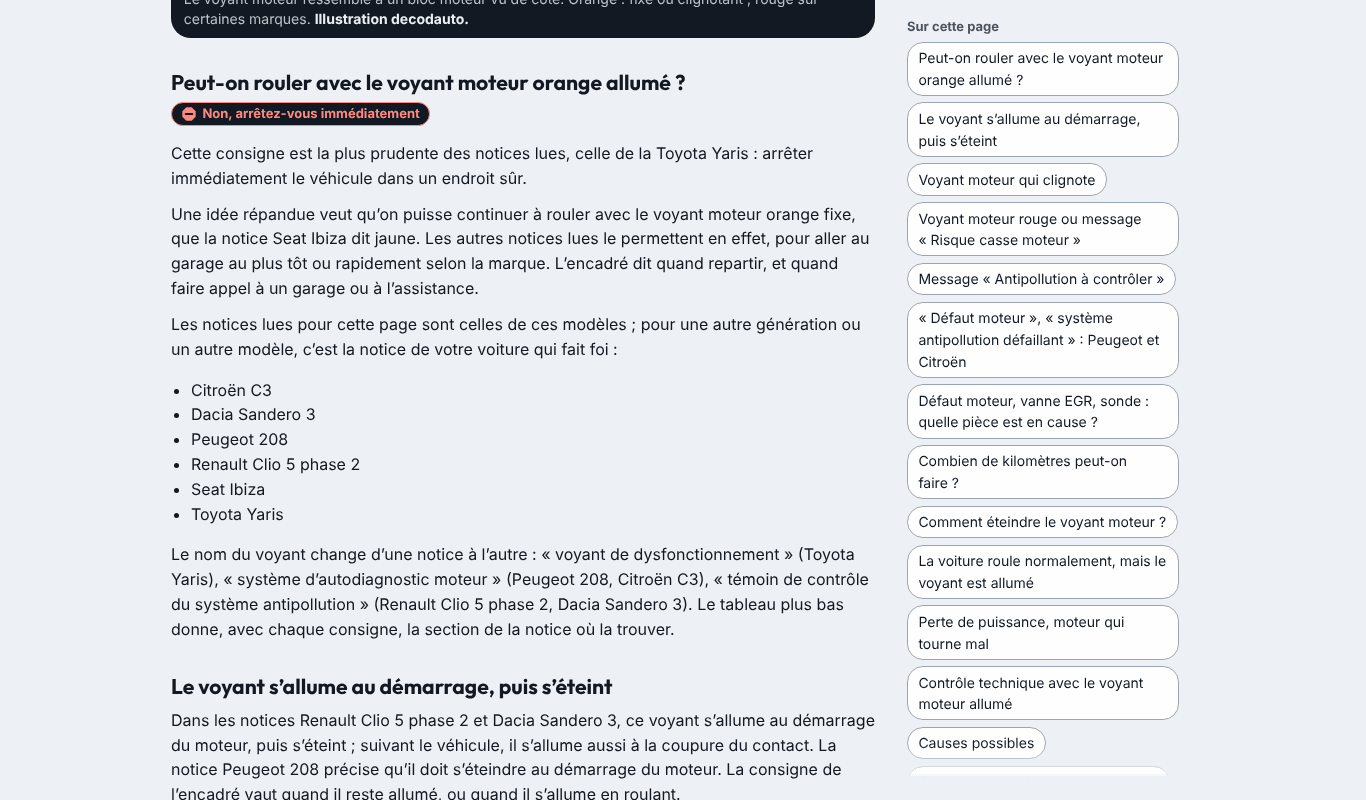 Le voyant moteur ressemble à un bloc moteur vu de côté. Orange : fixe ou clignotant ; rouge sur
certaines marques. Illustration decodauto.
Peut-on rouler avec le voyant moteur orange allumé ?
Non, arrêtez-vous immédiatement
Cette consigne est la plus prudente des notices lues, celle de la Toyota Yaris : arrêter
immédiatement le véhicule dans un endroit sûr.
Une idée répandue veut qu’on puisse continuer à rouler avec le voyant moteur orange fixe,
que la notice Seat Ibiza dit jaune. Les autres notices lues le permettent en effet, pour aller au
garage au plus tôt ou rapidement selon la marque. L’encadré dit quand repartir, et quand
faire appel à un garage ou à l’assistance.
Les notices lues pour cette page sont celles de ces modèles ; pour une autre génération ou
un autre modèle, c’est la notice de votre voiture qui fait foi :
• Citroën C3
• Dacia Sandero 3
• Peugeot 208
• Renault Clio 5 phase 2
• Seat Ibiza
• Toyota Yaris
Le nom du voyant change d’une notice à l’autre : « voyant de dysfonctionnement » (Toyota
Yaris), « système d’autodiagnostic moteur » (Peugeot 208, Citroën C3), « témoin de contrôle
du système antipollution » (Renault Clio 5 phase 2, Dacia Sandero 3). Le tableau plus bas
donne, avec chaque consigne, la section de la notice où la trouver.
Le voyant s’allume au démarrage, puis s’éteint
Dans les notices Renault Clio 5 phase 2 et Dacia Sandero 3, ce voyant s’allume au démarrage
du moteur, puis s’éteint ; suivant le véhicule, il s’allume aussi à la coupure du contact. La
notice Peugeot 208 précise qu’il doit s’éteindre au démarrage du moteur. La consigne de
l’encadré vaut quand il reste allumé, ou quand il s’allume en roulant.
Sur cette page
Peut-on rouler avec le voyant moteur
orange allumé ?
Le voyant s’allume au démarrage,
puis s’éteint
Voyant moteur qui clignote
Voyant moteur rouge ou message
« Risque casse moteur »
Message « Antipollution à contrôler »
« Défaut moteur », « système
antipollution défaillant » : Peugeot et
Citroën
Défaut moteur, vanne EGR, sonde :
quelle pièce est en cause ?
Combien de kilomètres peut-on
faire ?
Comment éteindre le voyant moteur ?
La voiture roule normalement, mais le
voyant est allumé
Perte de puissance, moteur qui
tourne mal
Contrôle technique avec le voyant
moteur allumé
Causes possibles